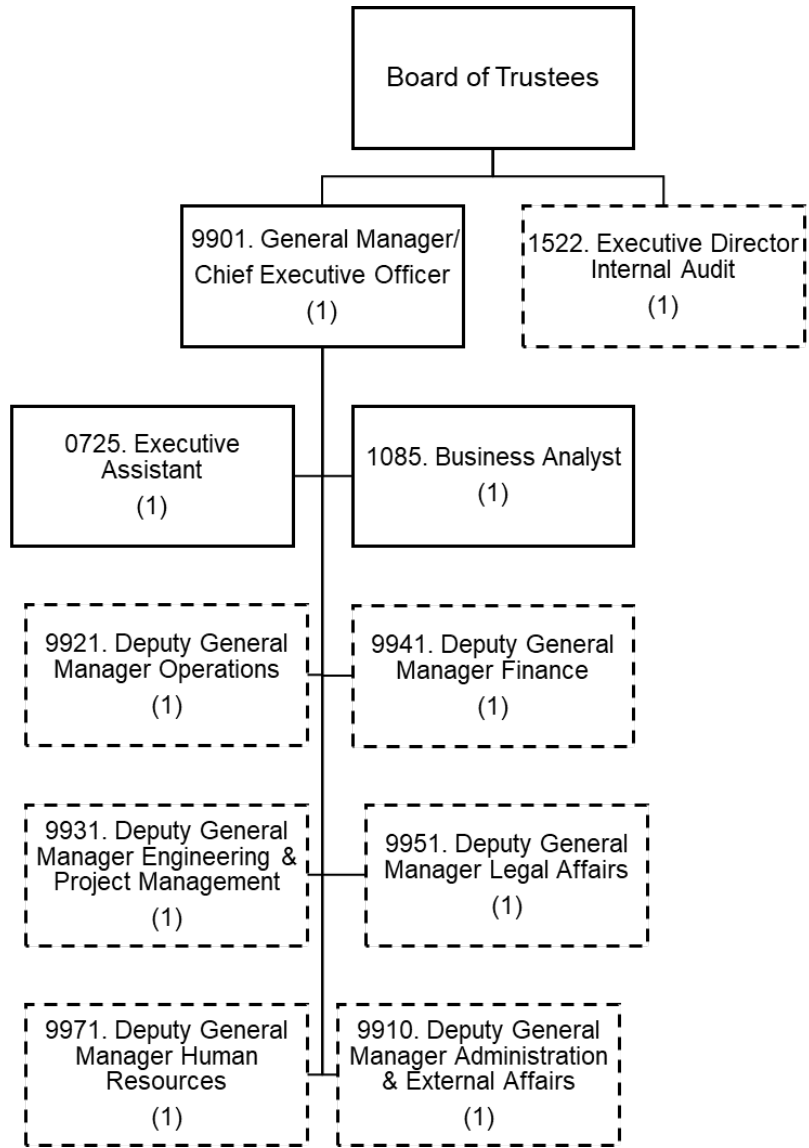 Board of Trustees
9901. General Manager/
Chief Executive Officer
(1)
1522. Executive Director
Internal Audit
(1)
0725. Executive
Assistant
(1)
1085. Business Analyst
(1)
9921. Deputy General
Manager Operations
(1)
9941. Deputy General
Manager Finance
(1)
9931. Deputy General
Manager Engineering &
Project Management
(1)
9951. Deputy General
Manager Legal Affairs
(1)
9971. Deputy General
Manager Human
Resources
(1)
9910. Deputy General
Manager Administration
& External Affairs
(1)